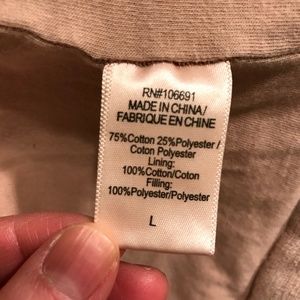 RN#106691
MADE IN CHINA/
FABRIQUE EN CHINE
75%Cotton 25%Polyester/
Coton Polyester
Lining:
100%Cotton/Coton
Filling:
100%Polyester/Polyester
L